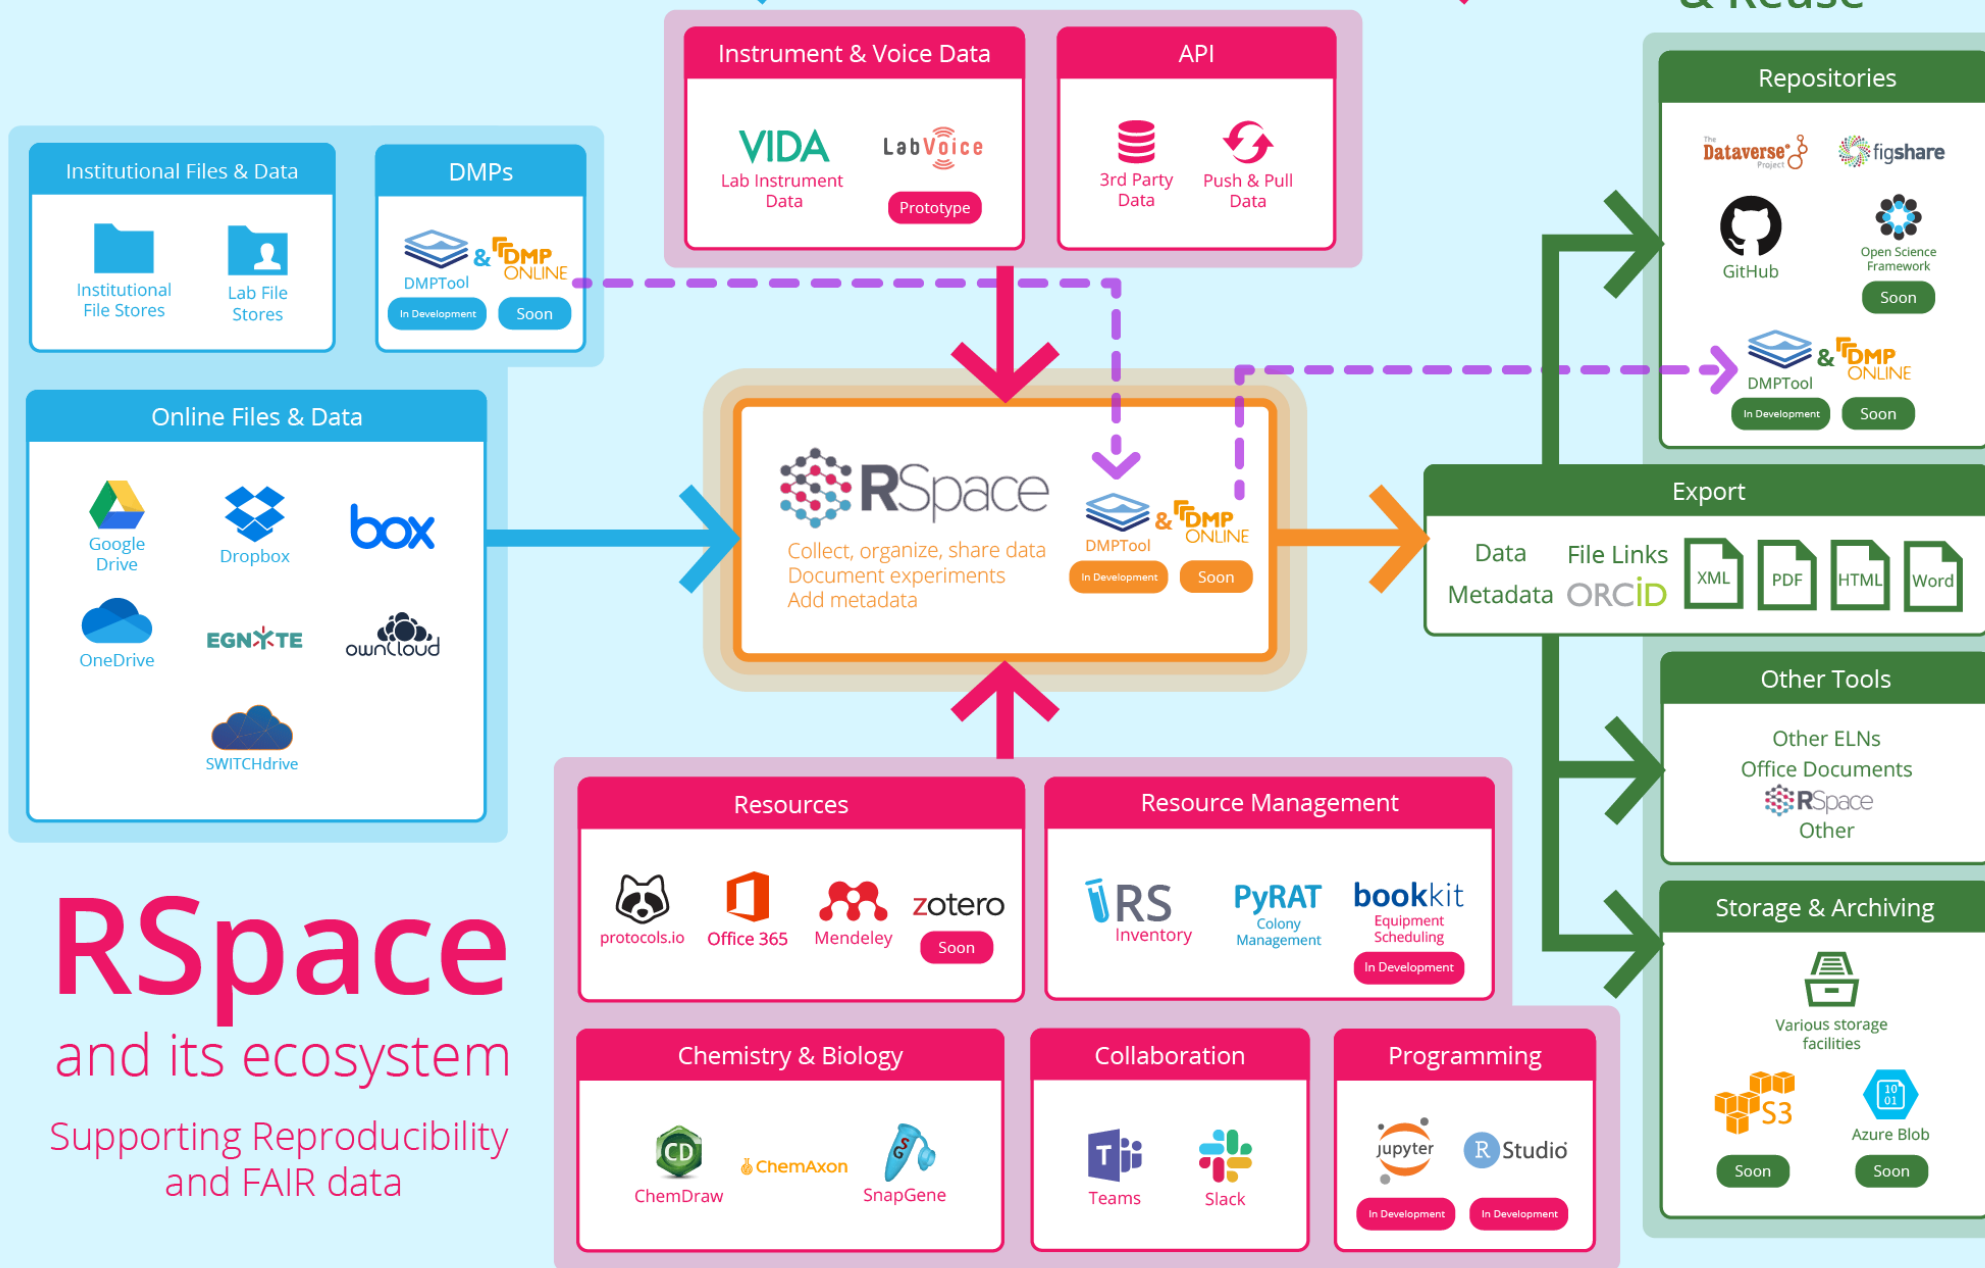 & Reuse
Instrument & Voice Data
VIDA
Lab Instrument
Data
LabVoice
Prototype
API
3rd Party
Data
Push & Pull
Data
Institutional Files & Data
Institutional
File Stores
Lab File
Stores
DMPs
DMPTool
&
DMP
ONLINE
In Development
Soon
Online Files & Data
Google
Drive
Dropbox
box
OneDrive
EGNYTE
ownCloud
SWITCHdrive
RSpace
Collect, organize, share data
Document experiments
Add metadata
DMPTool
&
DMP
ONLINE
In Development
Soon
Repositories
The
Dataverse®
Project
figshare
GitHub
Open Science
Framework
Soon
DMPTool
&
DMP
ONLINE
In Development
Soon
Export
Data
Metadata
File Links
ORCiD
XML
PDF
HTML
Word
Other Tools
Other ELNs
Office Documents
RSpace
Other
Storage & Archiving
Various storage
facilities
S3
Soon
10
01
Azure Blob
Soon
Resources
protocols.io
Office 365
Mendeley
zotero
Soon
Resource Management
RS
Inventory
PyRAT
Colony
Management
bookkit
Equipment
Scheduling
In Development
Chemistry & Biology
CD
ChemDraw
ChemAxon
SG
SnapGene
Collaboration
T
Teams
Slack
Programming
jupyter
In Development
R Studio
In Development
RSpace
and its ecosystem
Supporting Reproducibility
and FAIR data